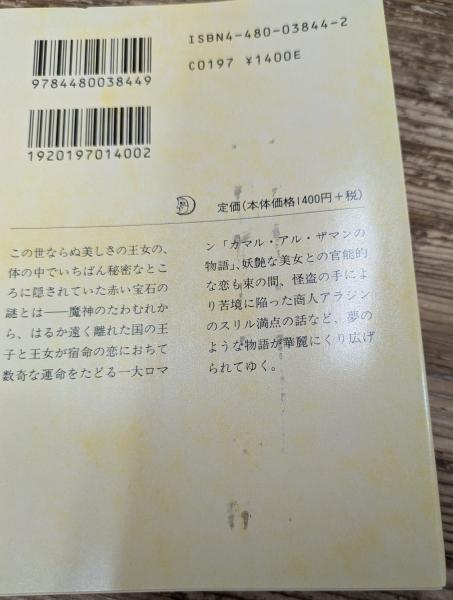 ISBN4-480-03844-2
C0197 ¥1400E
9784480038449
1920197014002
定価(本体価格1400円+税)
この世ならぬ美しさの王女の、
体の中でいちばん秘密なとこ
ろに隠されていた赤い宝石の
謎とは――魔神のたわむれか
ら、はるか遠く離れた国の王
子と王女が宿命の恋におちて
数奇な運命をたどる一大ロマ
ン「カマル・アル・ザマンの
物語」、妖艶な美女との官能的
な恋も束の間、怪盗の手によ
り苦境に陥った商人アラジン
のスリル満点の話など、夢の
ような物語が華麗にくり広げ
られてゆく。